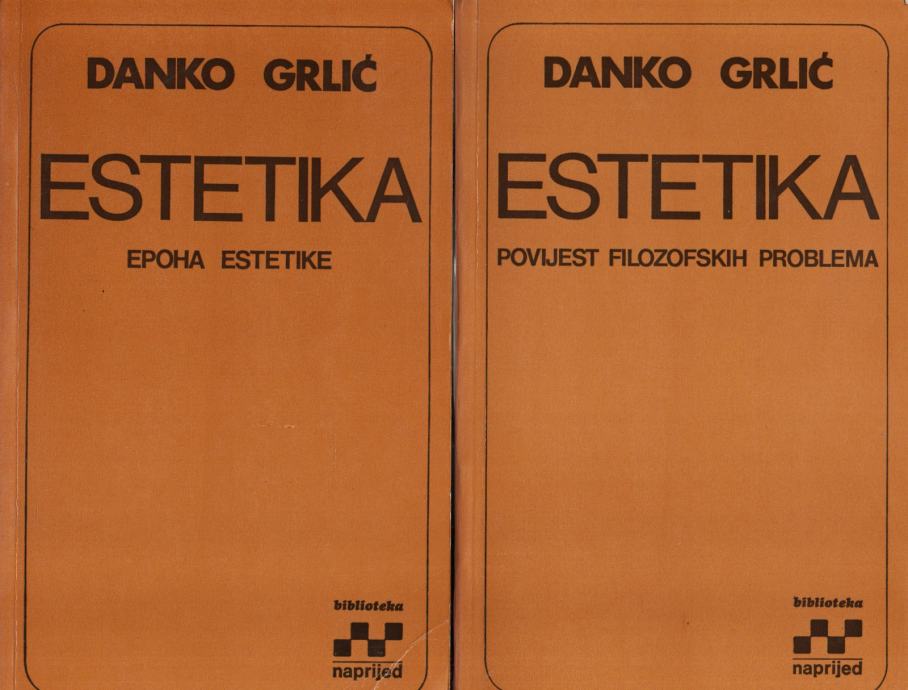 DANKO GRLIĆ
ESTETIKA
EPOHA ESTETIKE
biblioteka
naprijed
DANKO GRLIĆ
ESTETIKA
POVIJEST FILOZOFSKIH PROBLEMA
biblioteka
naprijed